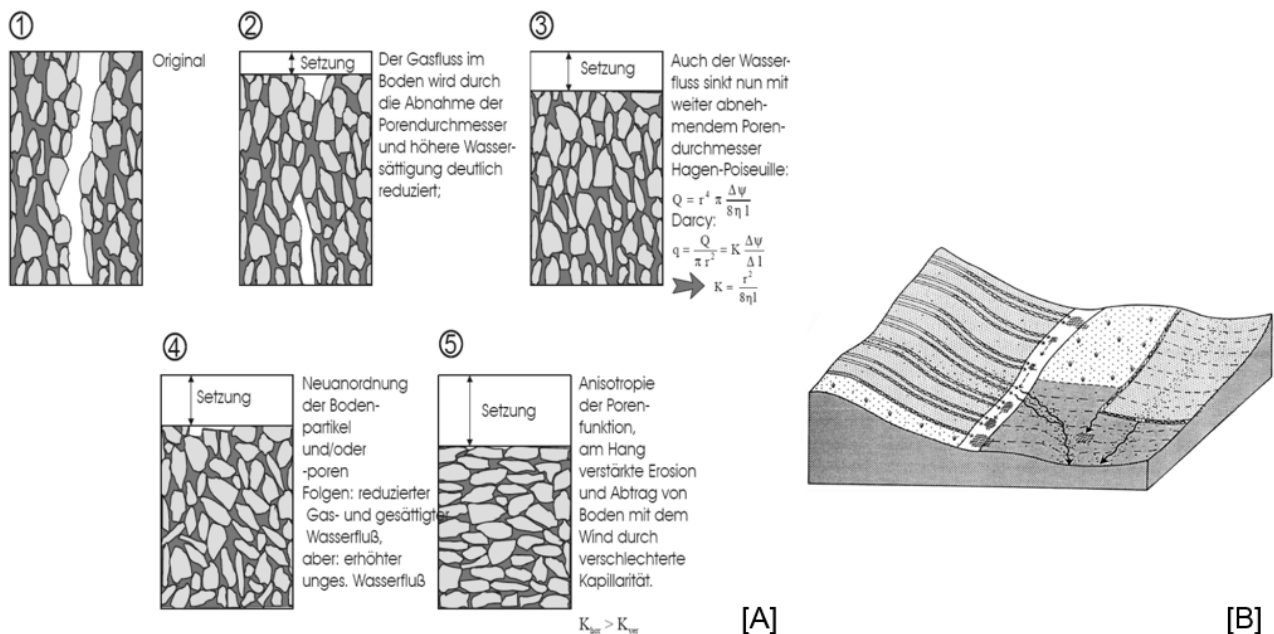 ①
Original
②
Setzung
Der Gasfluss im
Boden wird durch
die Abnahme der
Porendurchmesser
und höhere Wasser-
sättigung deutlich
reduziert;
③
Setzung
Auch der Wasser-
fluss sinkt nun mit
weiter abneh-
mendem Poren-
durchmesser
Hagen-Poiseuille:
Q = r⁴ π Δψ / 8η l
Darcy:
q = Q / π r² = K Δψ / Δ l
K = r² / 8ηl
④
Setzung
Neuanordnung
der Boden-
partikel
und/oder
-poren
Folgen: reduzierter
Gas- und gesättigter
Wasserfluß,
aber: erhöhter
unges. Wasserfluß
⑤
Setzung
Anisotropie
der Poren-
funktion,
am Hang
verstärkte Erosion
und Abtrag von
Boden mit dem
Wind durch
verschlechterte
Kapillarität.
K_hor > K_ver
[A]
[B]